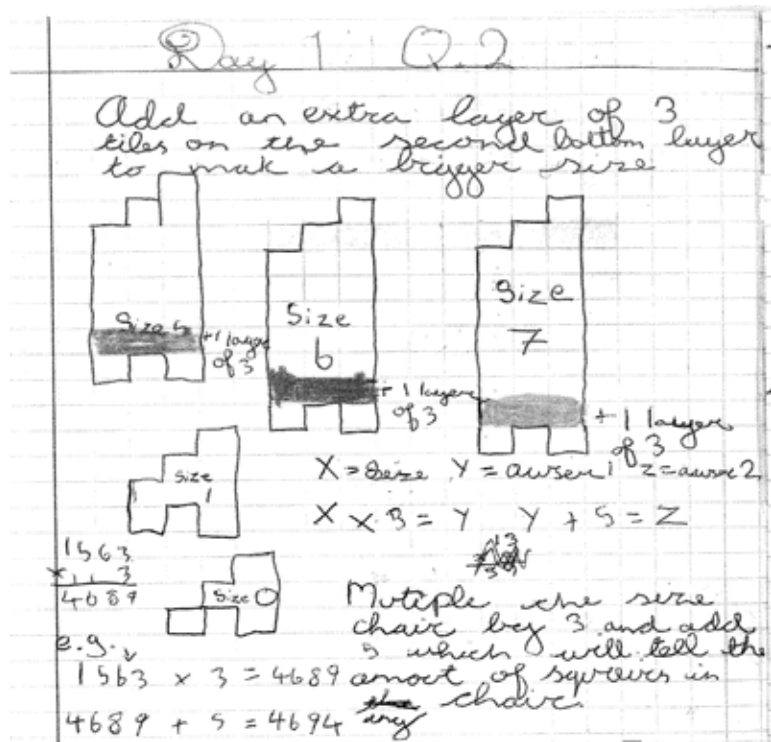 Day 1 Q.2
Add an extra layer of 3
tiles on the second bottom layer
to mak a bigger size
Size 5
+1 layer
of 3
Size
6
+1 layer
of 3
Size
7
+1 layer
of 3
Size
1
X = Seze Y = awser 1 Z = awser 2
X x 3 = Y Y + 5 = Z
1563
x 3
4689
Size 0
Mutiple the size
chair by 3 and add
5 which will tell the
amout of squwers in
any chair.
e.g.
1563 x 3 = 4689
4689 + 5 = 4694